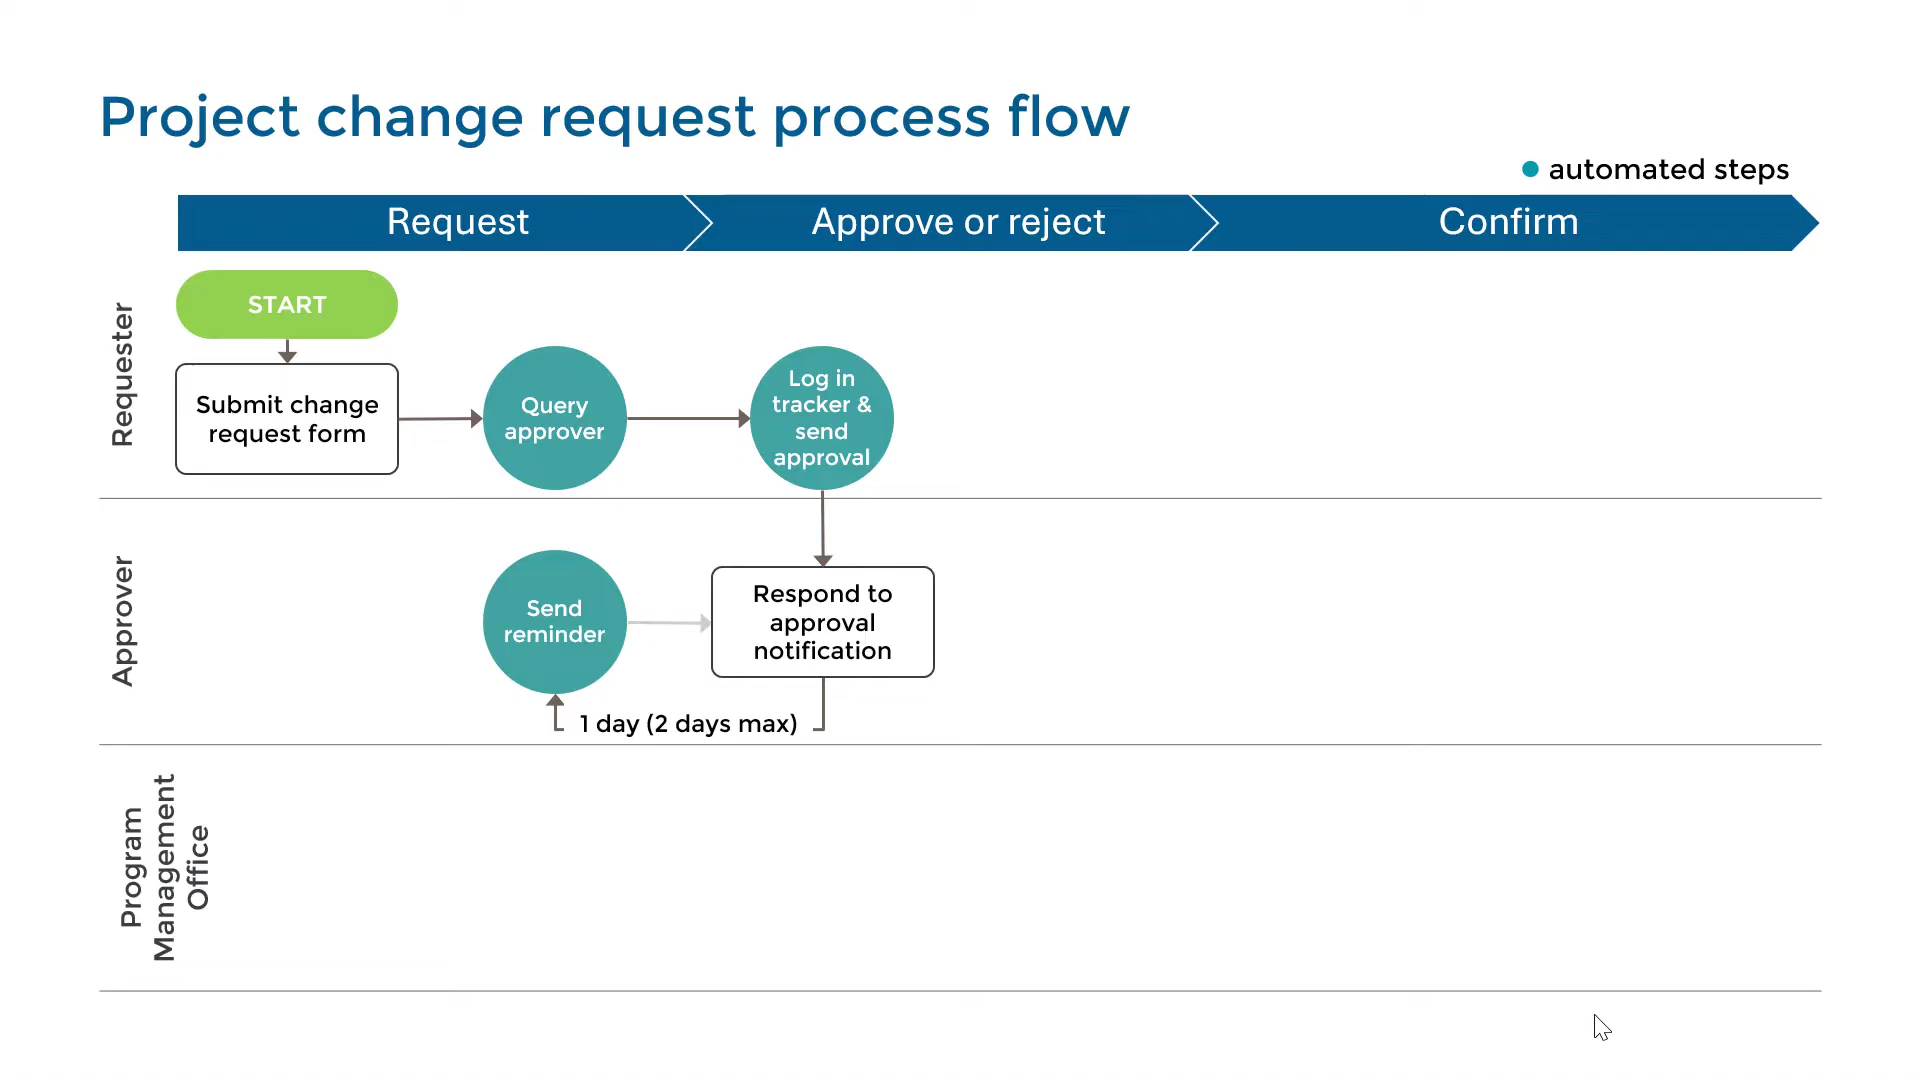 Project change request process flow
automated steps
Request
Approve or reject
Confirm
Requester
START
Submit change
request form
Query
approver
Log in
tracker &
send
approval
Approver
Send
reminder
Respond to
approval
notification
1 day (2 days max)
Program
Management
Office